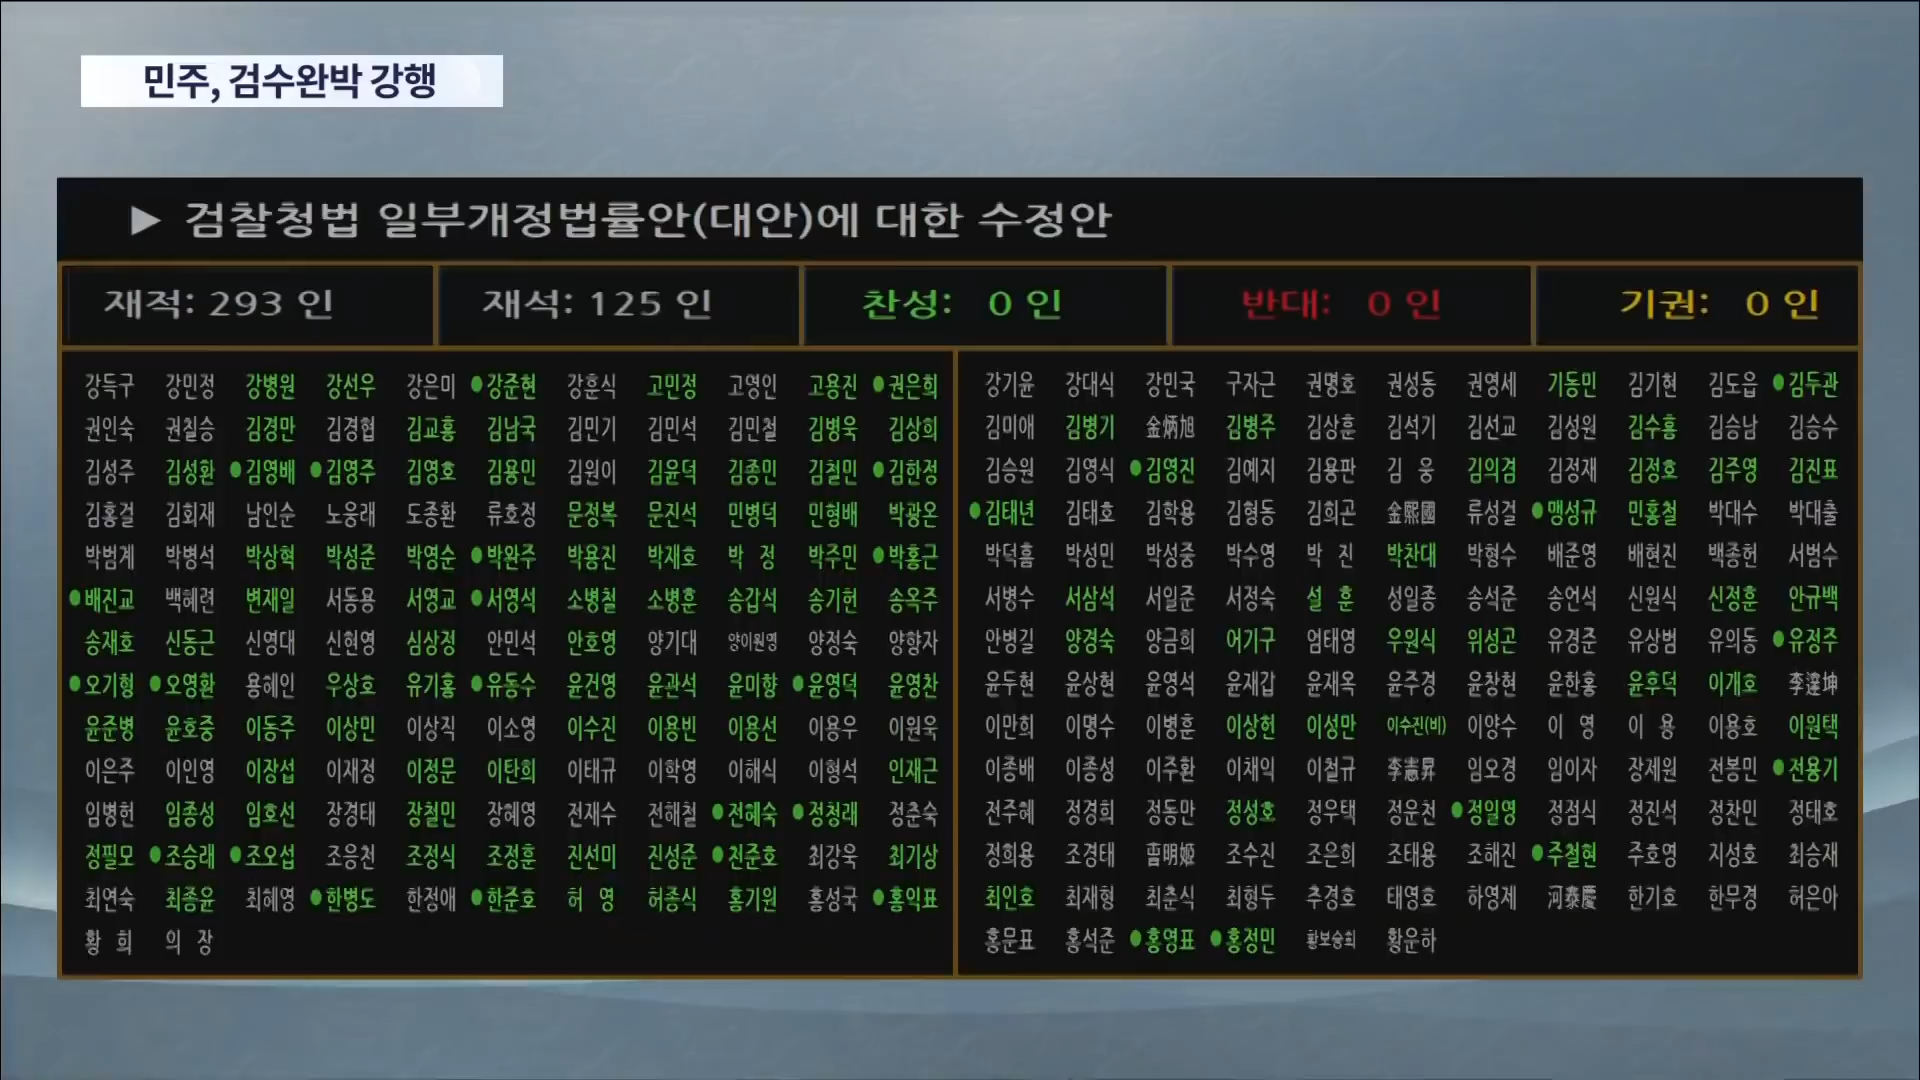 민주, 검수완박 강행
▶ 검찰청법 일부개정법률안(대안)에 대한 수정안
재적: 293 인 재석: 125 인 찬성: 0 인 반대: 0 인 기권: 0 인
강득구 강민정 강병원 강선우 강은미 강준현 강훈식 고민정 고영인 고용진 권은희
권인숙 권칠승 김경만 김경협 김교흥 김남국 김민기 김민석 김민철 김병욱 김상희
김성주 김성환 김영배 김영주 김영호 김용민 김원이 김윤덕 김종민 김철민 김한정
김홍걸 김회재 남인순 노웅래 도종환 류호정 문정복 문진석 민병덕 민형배 박광온
박범계 박병석 박상혁 박성준 박영순 박완주 박용진 박재호 박 정 박주민 박홍근
배진교 백혜련 변재일 서동용 서영교 서영석 소병철 소병훈 송갑석 송기헌 송옥주
송재호 신동근 신영대 신현영 심상정 안민석 안호영 양기대 양이원영 양정숙 양향자
오기형 오영환 용혜인 우상호 유기홍 유동수 윤건영 윤관석 윤미향 윤영덕 윤영찬
윤준병 윤호중 이동주 이상민 이상직 이소영 이수진 이용빈 이용선 이용우 이원욱
이은주 이인영 이장섭 이재정 이정문 이탄희 이태규 이학영 이해식 이형석 인재근
임병헌 임종성 임호선 장경태 장철민 장혜영 전재수 전해철 전혜숙 정청래 정춘숙
정필모 조승래 조오섭 조응천 조정식 조정훈 진선미 진성준 천준호 최강욱 최기상
최연숙 최종윤 최혜영 한병도 한정애 한준호 허 영 허종식 홍기원 홍성국 홍익표
황 희 의 장
강기윤 강대식 강민국 구자근 권명호 권성동 권영세 기동민 김기현 김도읍 김두관
김미애 김병기 金炳旭 김병주 김상훈 김석기 김선교 김성원 김수흥 김승남 김승수
김승원 김영식 김영진 김예지 김용판 김 웅 김의겸 김정재 김정호 김주영 김진표
김태년 김태호 김학용 김형동 김희곤 金熙國 류성걸 맹성규 민홍철 박대수 박대출
박덕흠 박성민 박성중 박수영 박 진 박찬대 박형수 배준영 배현진 백종헌 서범수
서병수 서삼석 서일준 서정숙 설 훈 성일종 송석준 송언석 신원식 신정훈 안규백
안병길 양경숙 양금희 어기구 엄태영 우원식 위성곤 유경준 유상범 유의동 유정주
윤두현 윤상현 윤영석 윤재갑 윤재옥 윤주경 윤창현 윤한홍 윤후덕 이개호 李達坤
이만희 이명수 이병훈 이상헌 이성만 이수진(비) 이양수 이 영 이 용 이용호 이원택
이종배 이종성 이주환 이채익 이철규 李憲昇 임오경 임이자 장제원 전봉민 전용기
전주혜 정경희 정동만 정성호 정우택 정운천 정일영 정점식 정진석 정찬민 정태호
정희용 조경태 曺明姬 조수진 조은희 조태용 조해진 주철현 주호영 지성호 최승재
최인호 최재형 최춘식 최형두 추경호 태영호 하영제 河泰慶 한기호 한무경 허은아
홍문표 홍석준 홍영표 홍정민 황보승희 황운하